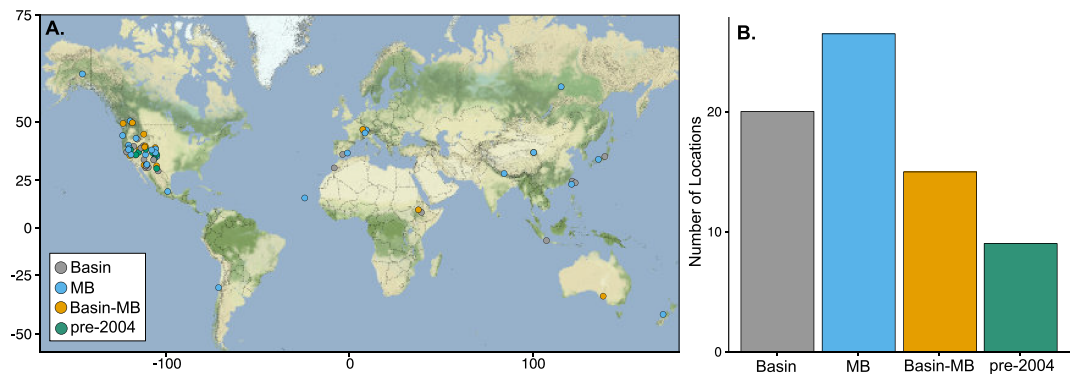 A.
75
50
25
0
-25
-50
-100
0
100
Basin
MB
Basin-MB
pre-2004
B.
Number of Locations
20
10
0
Basin
MB
Basin-MB
pre-2004